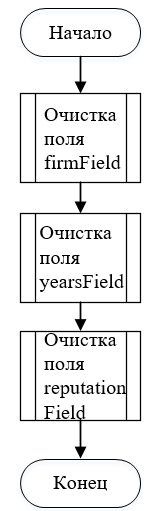 Начало
Очистка
поля
firmField
Очистка
поля
yearsField
Очистка
поля
reputation
Field
Конец